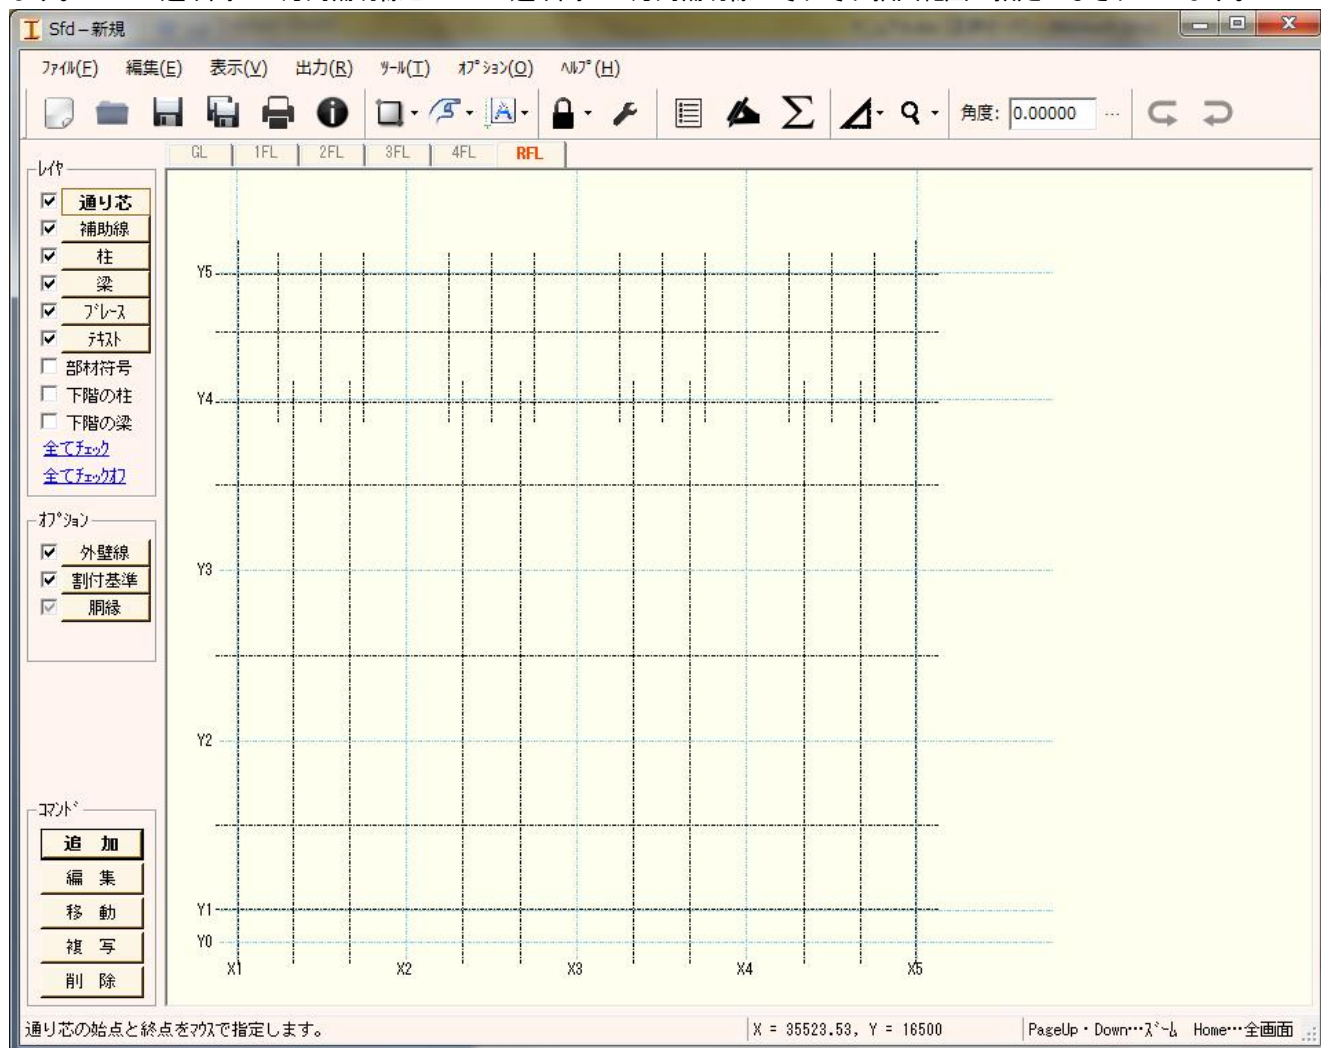 Sfd－新規
ﾌｧｲﾙ(F) 編集(E) 表示(V) 出力(R) ﾂｰﾙ(T) ｵﾌﾟｼｮﾝ(O) ﾍﾙﾌﾟ(H)
角度: 0.00000 ...
GL 1FL 2FL 3FL 4FL RFL
ﾚｲﾔ
通り芯
補助線
柱
梁
ﾌﾞﾚｰｽ
ﾃｷｽﾄ
部材符号
下階の柱
下階の梁
全てﾁｪｯｸ
全てﾁｪｯｸｵﾌ
ｵﾌﾟｼｮﾝ
外壁線
割付基準
胴縁
ｺﾏﾝﾄﾞ
追 加
編 集
移 動
複 写
削 除
Y5
Y4
Y3
Y2
Y1
Y0
X1 X2 X3 X4 X5
通り芯の始点と終点をﾏｳｽで指定します。
X = 35523.53, Y = 16500
PageUp・Down…ｽﾞｰﾑ Home…全画面